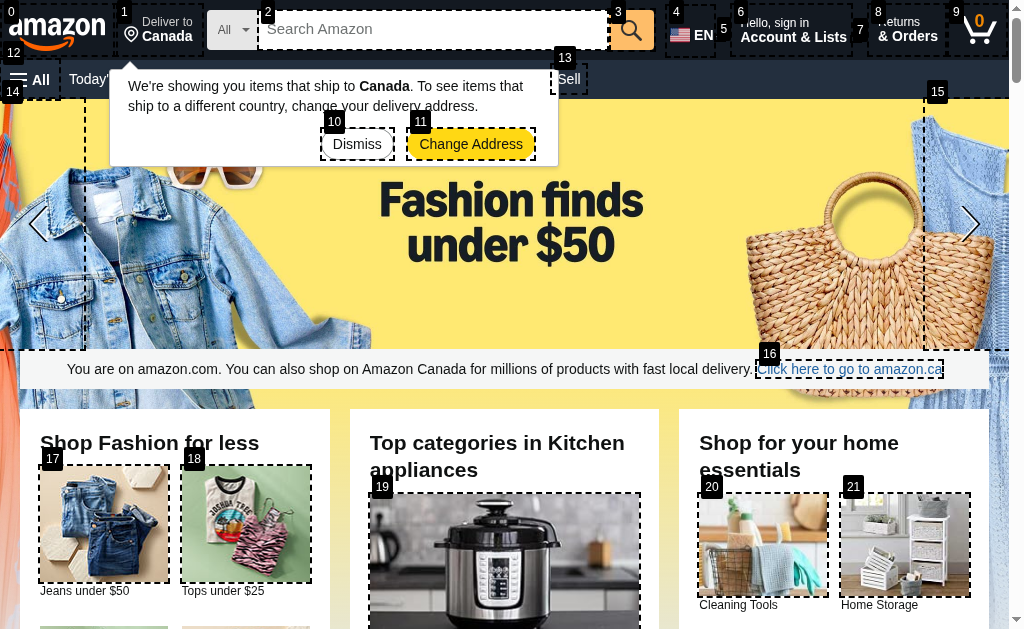 0
1
2
3
4
5
6
7
8
9
amazon
Deliver to
Canada
All
Search Amazon
EN
Hello, sign in
Account & Lists
Returns
& Orders
0
12
All
Today'
13
Sell
We're showing you items that ship to Canada. To see items that
ship to a different country, change your delivery address.
10
Dismiss
11
Change Address
14
15
Fashion finds
under $50
16
You are on amazon.com. You can also shop on Amazon Canada for millions of products with fast local delivery. Click here to go to amazon.ca
Shop Fashion for less
17
18
JOSHUA TREE
Jeans under $50
Tops under $25
Top categories in Kitchen
appliances
19
Shop for your home
essentials
20
21
Cleaning Tools
Home Storage